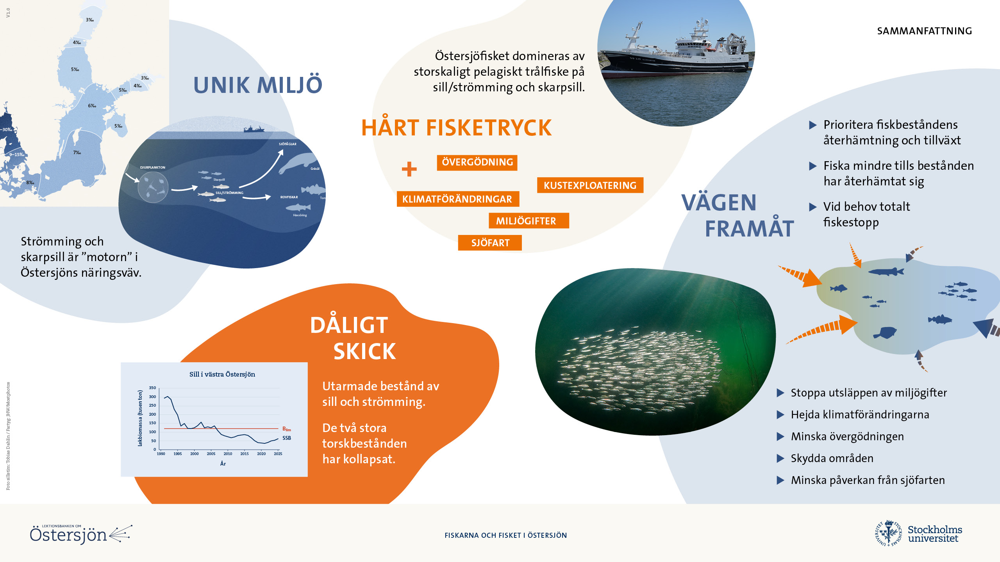 V1.0
3‰
4‰
5‰
3‰
4‰
5‰
6‰
5‰
–30‰
7‰
9–15‰
8‰
UNIK MILJÖ
DJURPLANKTON
Skarpsill
SILL/STRÖMMING
SJÖFÅGLAR
Gråsäl
ROVFISKAR
Tors
Havsöring
Strömming och
skarpsill är ”motorn” i
Östersjöns näringsväv.
Östersjöfisket domineras av
storskaligt pelagiskt trålfiske på
sill/strömming och skarpsill.
HÅRT FISKETRYCK
+
ÖVERGÖDNING
KUSTEXPLOATERING
KLIMATFÖRÄNDRINGAR
MILJÖGIFTER
SJÖFART
SAMMANFATTNING
VÄGEN
FRAMÅT
Prioritera fiskbeståndens
återhämtning och tillväxt
Fiska mindre tills bestånden
har återhämtat sig
Vid behov totalt
fiskestopp
Stoppa utsläppen av miljögifter
Hejda klimatförändringarna
Minska övergödningen
Skydda områden
Minska påverkan från sjöfarten
DÅLIGT
SKICK
Utarmade bestånd av
sill och strömming.
De två stora
torskbestånden
har kollapsat.
Sill i västra Östersjön
Lekbiomassa (tusen ton)
350
300
250
200
150
100
50
0
1990 1995 2000 2005 2010 2015 2020 2025
År
Blim
SSB
Foto sillstim: Tobias Dahlin / Fartyg: JHW/Mostphotos
LEKTIONSBANKEN OM
Östersjön
FISKARNA OCH FISKET I ÖSTERSJÖN
STOCKHOLMS UNIVERSITET
Stockholms
universitet